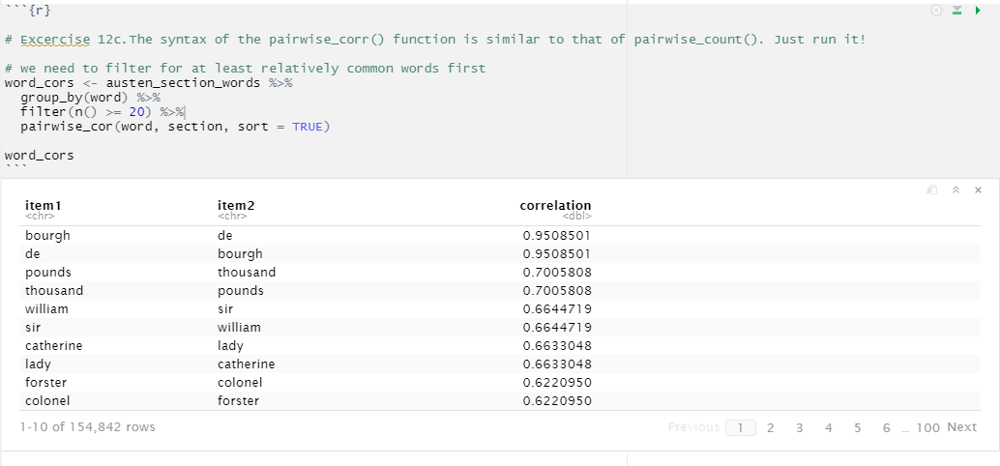 ```{r}
# Excercise 12c.The syntax of the pairwise_corr() function is similar to that of pairwise_count(). Just run it!
# we need to filter for at least relatively common words first
word_cors <- austen_section_words %>%
  group_by(word) %>%
  filter(n() >= 20) %>%
  pairwise_cor(word, section, sort = TRUE)
word_cors
```
item1 item2 correlation
<chr> <chr> <dbl>
bourgh de 0.9508501
de bourgh 0.9508501
pounds thousand 0.7005808
thousand pounds 0.7005808
william sir 0.6644719
sir william 0.6644719
catherine lady 0.6633048
lady catherine 0.6633048
forster colonel 0.6220950
colonel forster 0.6220950
1-10 of 154,842 rows Previous 1 2 3 4 5 6 ... 100 Next